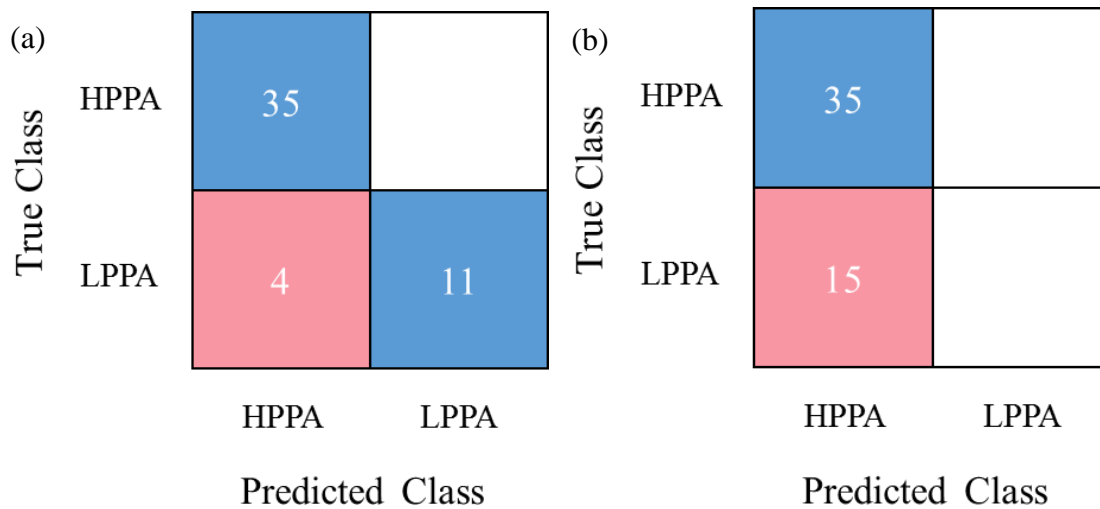 (a)
True Class
HPPA
35
LPPA
4
11
HPPA
LPPA
Predicted Class
(b)
True Class
HPPA
35
LPPA
15
HPPA
LPPA
Predicted Class